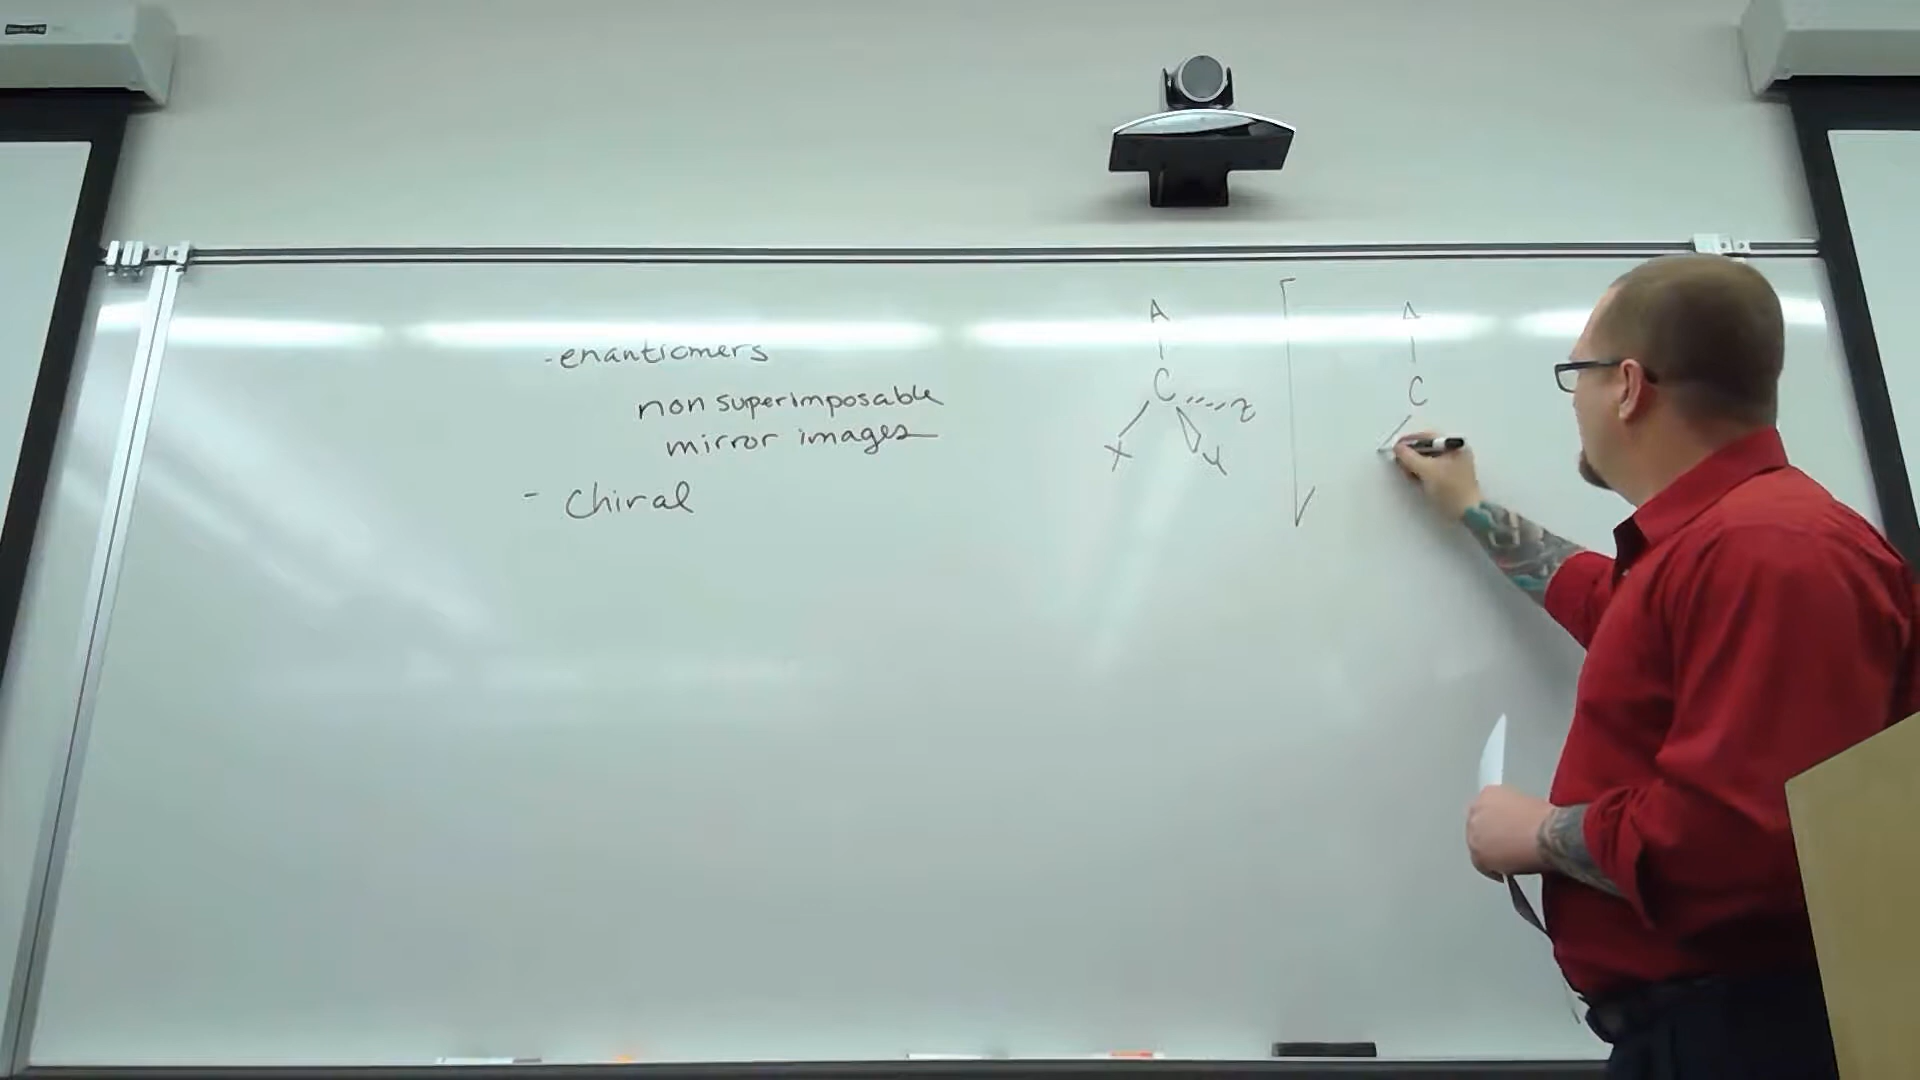 - enantiomers
non superimposable
mirror images
- Chiral
A
C
Z
X
Y
A
C